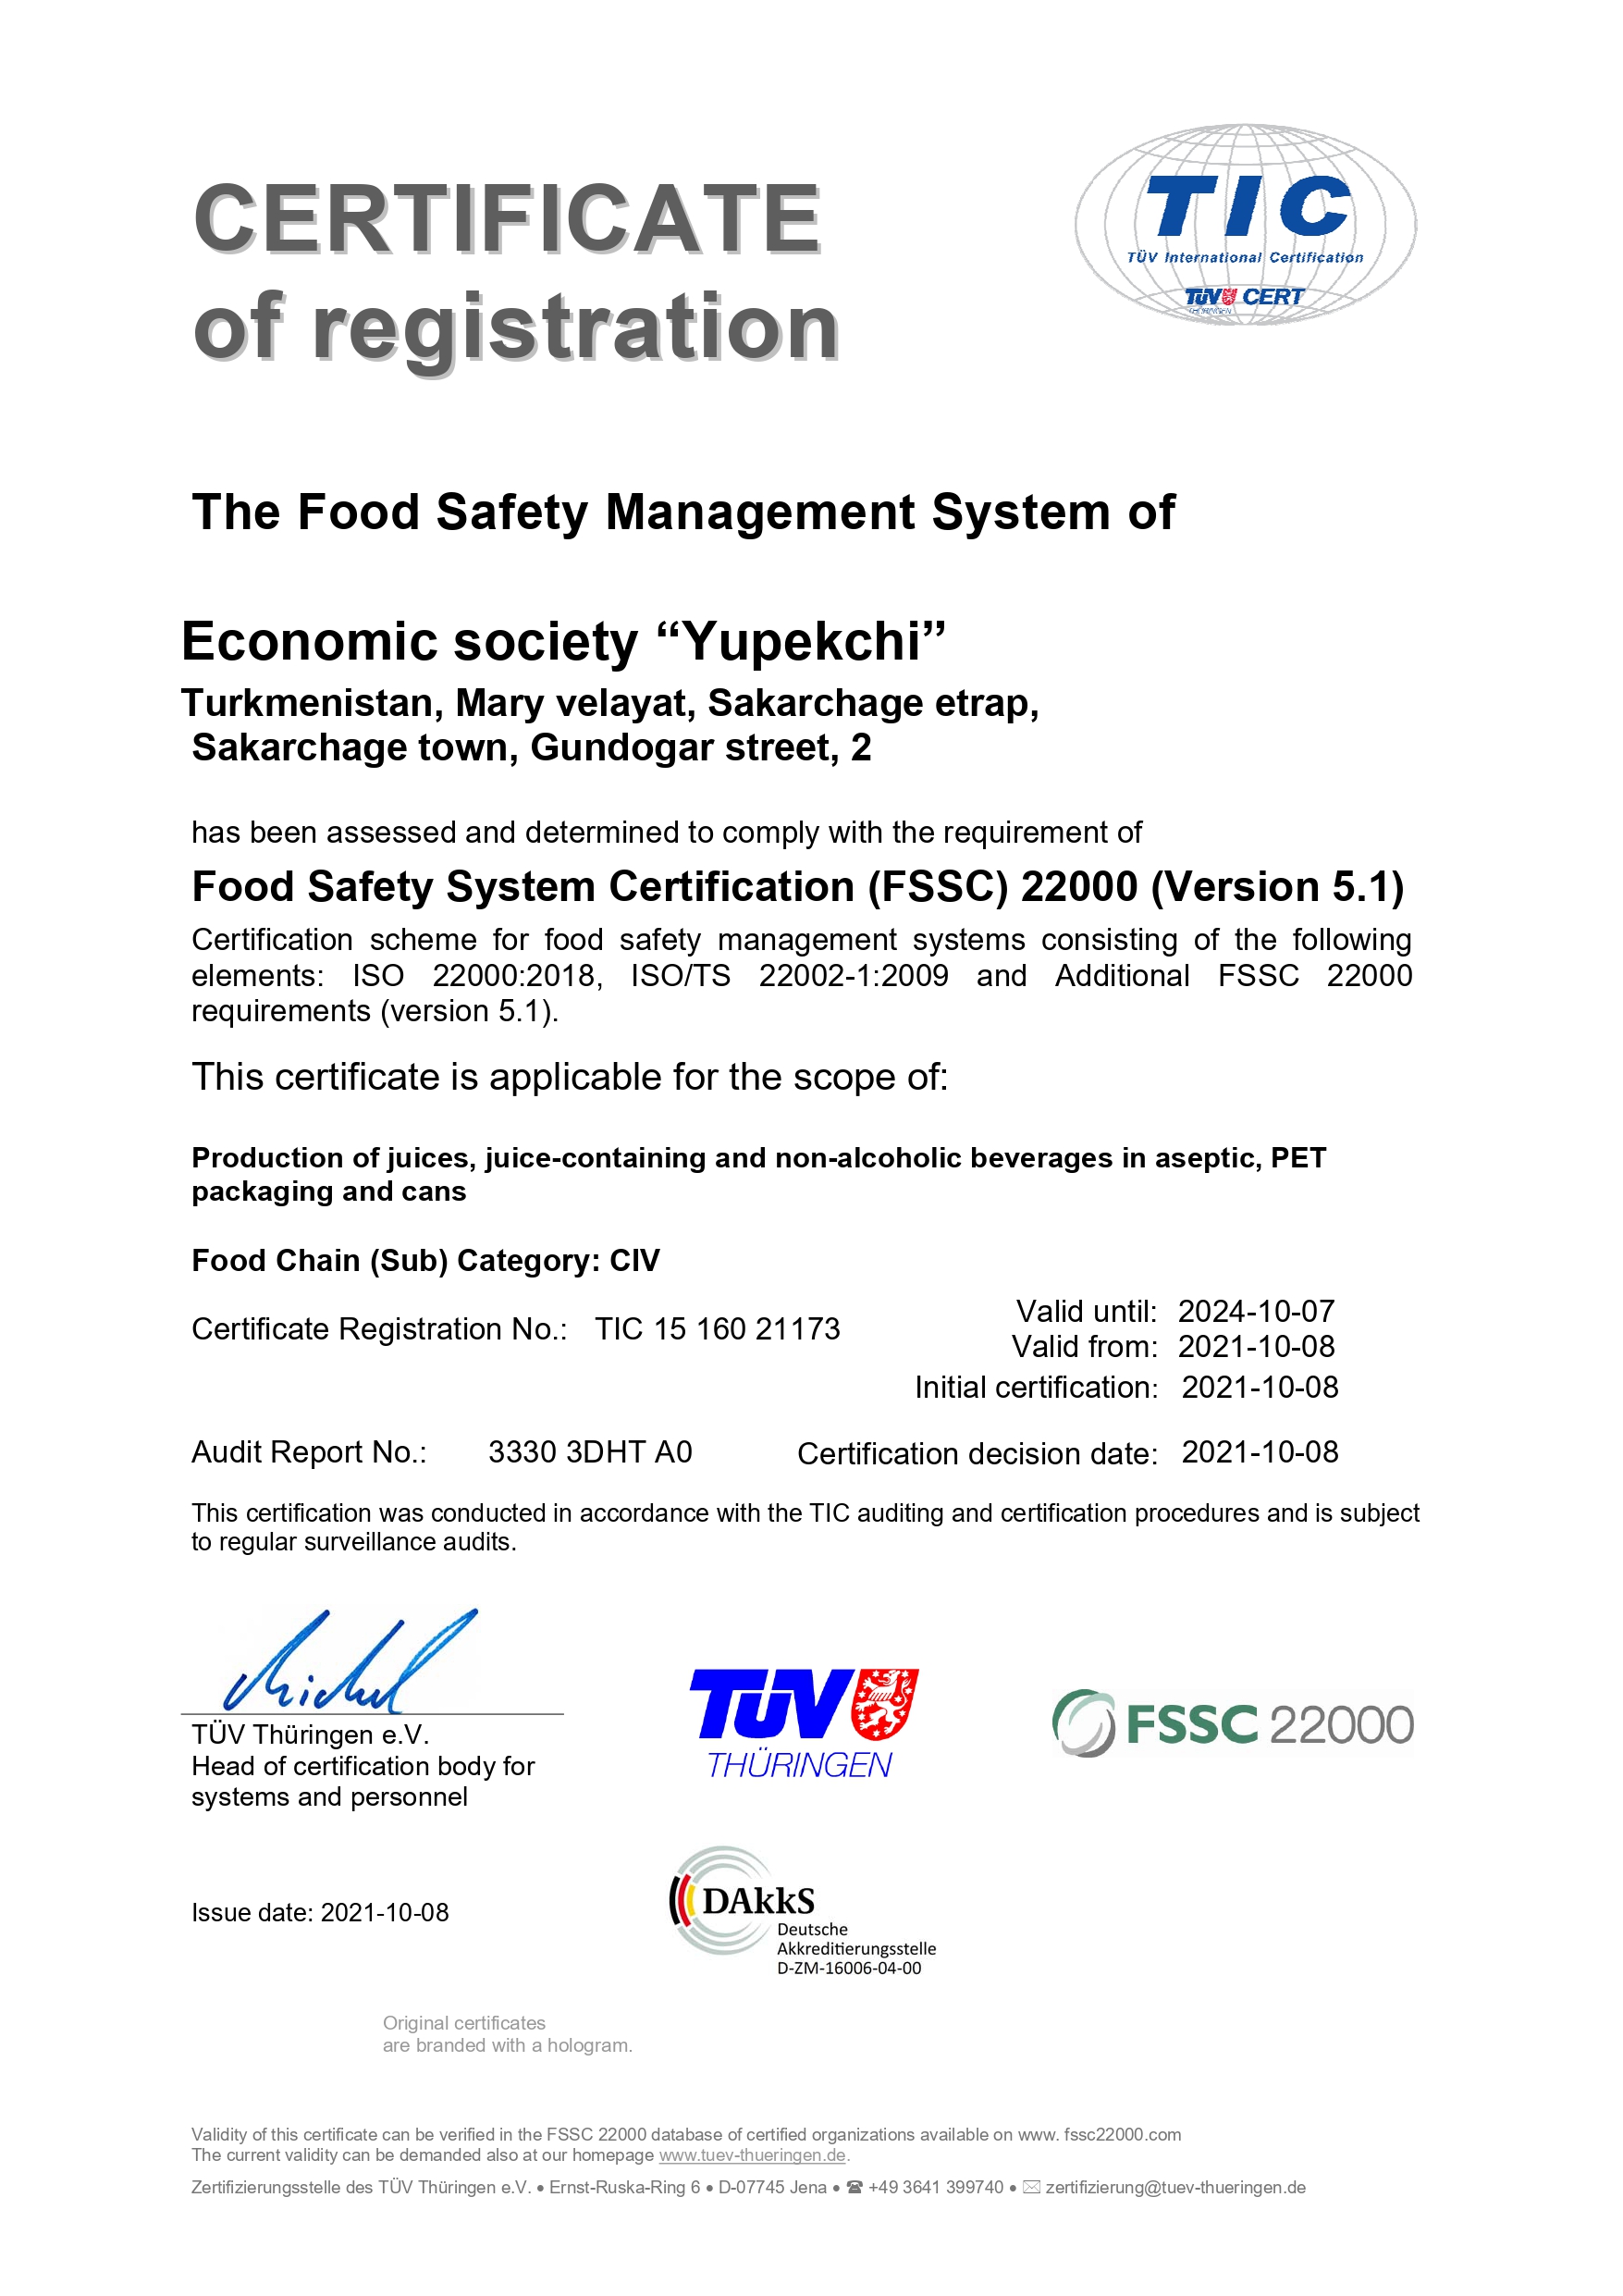 CERTIFICATE
of registration
TIC
TÜV International Certification
TÜV CERT
THÜRINGEN
The Food Safety Management System of
Economic society “Yupekchi”
Turkmenistan, Mary velayat, Sakarchage etrap,
Sakarchage town, Gundogar street, 2
has been assessed and determined to comply with the requirement of
Food Safety System Certification (FSSC) 22000 (Version 5.1)
Certification scheme for food safety management systems consisting of the following
elements: ISO 22000:2018, ISO/TS 22002-1:2009 and Additional FSSC 22000
requirements (version 5.1).
This certificate is applicable for the scope of:
Production of juices, juice-containing and non-alcoholic beverages in aseptic, PET
packaging and cans
Food Chain (Sub) Category: CIV
Certificate Registration No.: TIC 15 160 21173
Valid until: 2024-10-07
Valid from: 2021-10-08
Initial certification: 2021-10-08
Audit Report No.: 3330 3DHT A0
Certification decision date: 2021-10-08
This certification was conducted in accordance with the TIC auditing and certification procedures and is subject
to regular surveillance audits.
TÜV Thüringen e.V.
Head of certification body for
systems and personnel
TÜV
THÜRINGEN
FSSC 22000
Issue date: 2021-10-08
DAkkS
Deutsche
Akkreditierungsstelle
D-ZM-16006-04-00
Original certificates
are branded with a hologram.
Validity of this certificate can be verified in the FSSC 22000 database of certified organizations available on www. fssc22000.com
The current validity can be demanded also at our homepage www.tuev-thueringen.de.
Zertifizierungsstelle des TÜV Thüringen e.V. • Ernst-Ruska-Ring 6 • D-07745 Jena • ☎ +49 3641 399740 • ✉ zertifizierung@tuev-thueringen.de